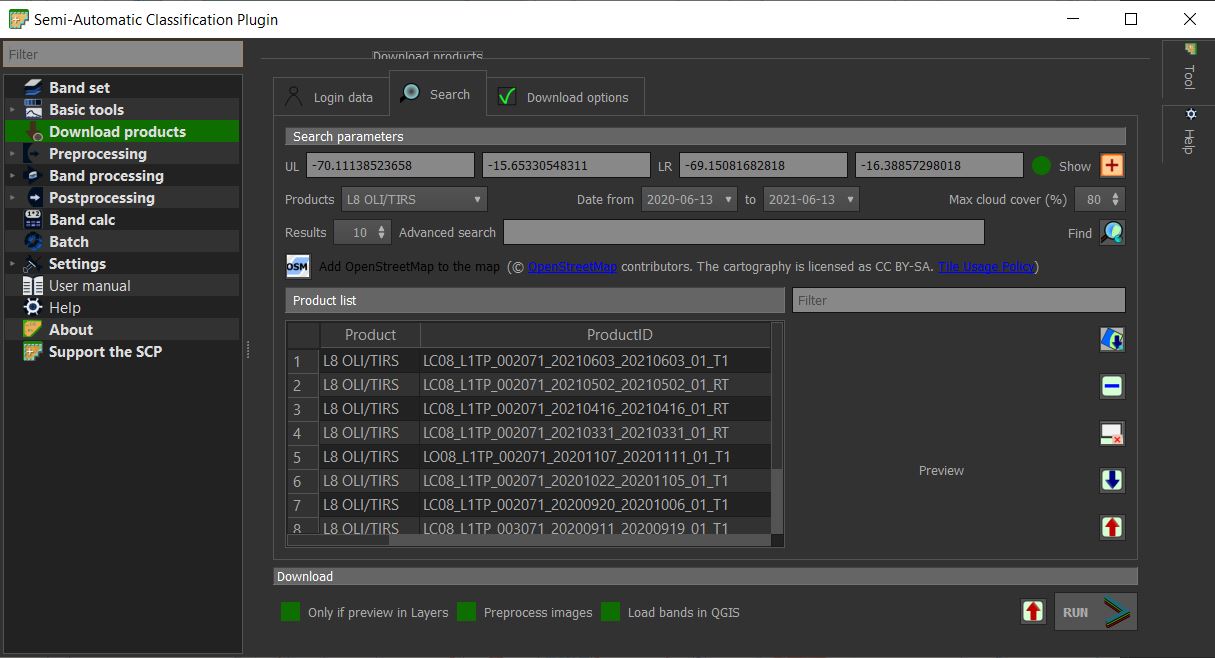 Semi-Automatic Classification Plugin
Filter
Band set
Basic tools
Download products
Preprocessing
Band processing
Postprocessing
Band calc
Batch
Settings
User manual
Help
About
Support the SCP
Download products
Login data
Search
Download options
Search parameters
UL -70.11138523658 -15.65330548311 LR -69.15081682818 -16.38857298018 Show
Products L8 OLI/TIRS Date from 2020-06-13 to 2021-06-13 Max cloud cover (%) 80
Results 10 Advanced search Find
OSM Add OpenStreetMap to the map (© OpenStreetMap contributors. The cartography is licensed as CC BY-SA. Tile Usage Policy)
Product list Filter
Product ProductID
1 L8 OLI/TIRS LC08_L1TP_002071_20210603_20210603_01_T1
2 L8 OLI/TIRS LC08_L1TP_002071_20210502_20210502_01_RT
3 L8 OLI/TIRS LC08_L1TP_002071_20210416_20210416_01_RT
4 L8 OLI/TIRS LC08_L1TP_002071_20210331_20210331_01_RT
5 L8 OLI/TIRS LO08_L1TP_002071_20201107_20201111_01_T1
6 L8 OLI/TIRS LC08_L1TP_002071_20201022_20201105_01_T1
7 L8 OLI/TIRS LC08_L1TP_002071_20200920_20201006_01_T1
8 L8 OLI/TIRS LC08_L1TP_003071_20200911_20200919_01_T1
Preview
Download
Only if preview in Layers Preprocess images Load bands in QGIS RUN
Tool
Help